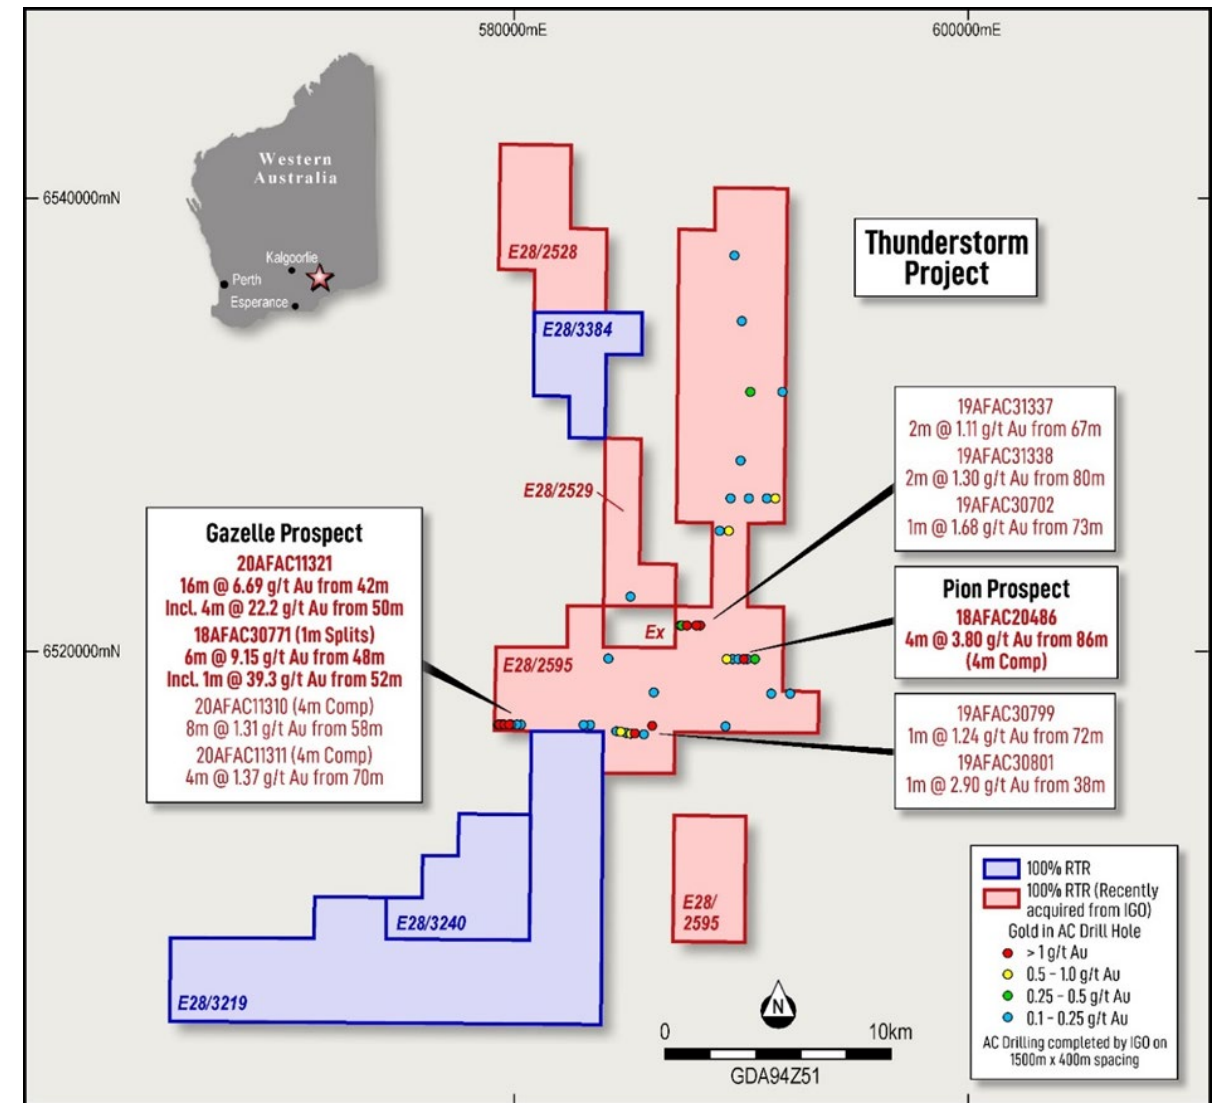 580000mE
600000mE
6540000mN
6520000mN
Western
Australia
Kalgoorlie
Perth
Esperance
Thunderstorm
Project
E28/2528
E28/3384
E28/2529
Ex
E28/2595
E28/3240
E28/3219
E28/
2595
Gazelle Prospect
20AFAC11321
16m @ 6.69 g/t Au from 42m
Incl. 4m @ 22.2 g/t Au from 50m
18AFAC30771 (1m Splits)
6m @ 9.15 g/t Au from 48m
Incl. 1m @ 39.3 g/t Au from 52m
20AFAC11310 (4m Comp)
8m @ 1.31 g/t Au from 58m
20AFAC11311 (4m Comp)
4m @ 1.37 g/t Au from 70m
19AFAC31337
2m @ 1.11 g/t Au from 67m
19AFAC31338
2m @ 1.30 g/t Au from 80m
19AFAC30702
1m @ 1.68 g/t Au from 73m
Pion Prospect
18AFAC20486
4m @ 3.80 g/t Au from 86m
(4m Comp)
19AFAC30799
1m @ 1.24 g/t Au from 72m
19AFAC30801
1m @ 2.90 g/t Au from 38m
100% RTR
100% RTR (Recently
acquired from IGO)
Gold in AC Drill Hole
> 1 g/t Au
0.5 - 1.0 g/t Au
0.25 - 0.5 g/t Au
0.1 - 0.25 g/t Au
AC Drilling completed by IGO on
1500m x 400m spacing
N
0 10km
GDA94Z51